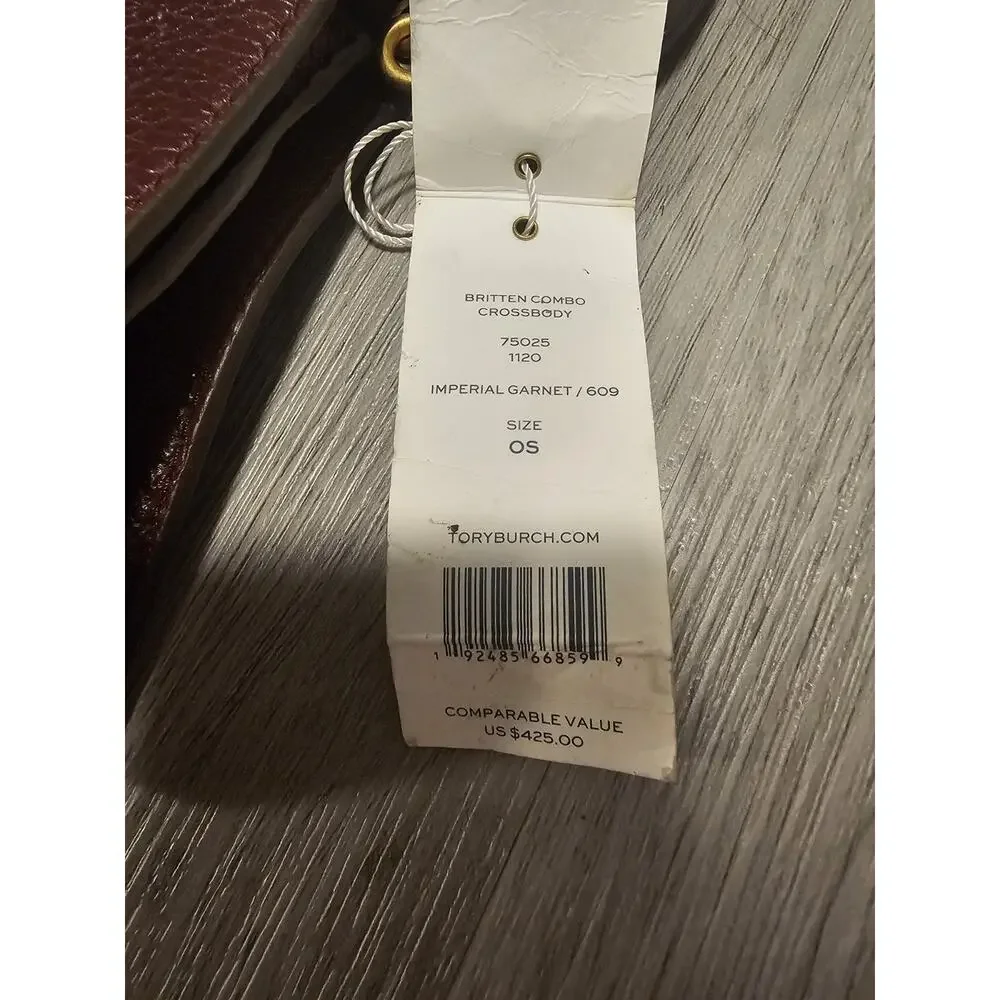 BRITTEN COMBO
CROSSBODY
75025
1120
IMPERIAL GARNET / 609
SIZE
OS
TORYBURCH.COM
1 92485 66859 9
COMPARABLE VALUE
US $425.00